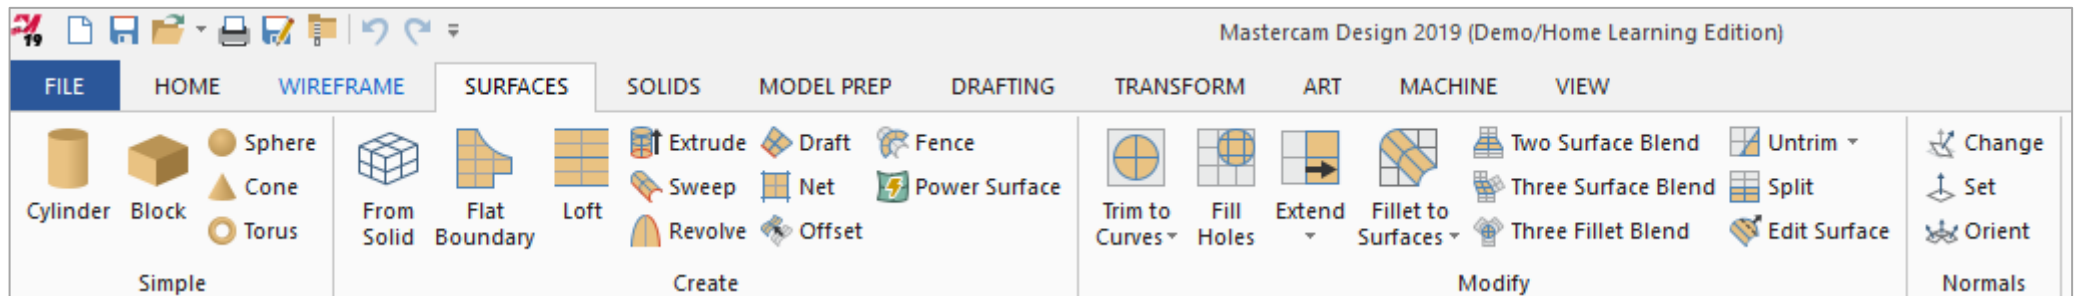 19
Mastercam Design 2019 (Demo/Home Learning Edition)
FILE HOME WIREFRAME SURFACES SOLIDS MODEL PREP DRAFTING TRANSFORM ART MACHINE VIEW
Cylinder
Block
Sphere
Cone
Torus
Simple
From
Solid
Flat
Boundary
Loft
Extrude
Sweep
Revolve
Draft
Net
Offset
Fence
Power Surface
Create
Trim to
Curves
Fill
Holes
Extend
Fillet to
Surfaces
Two Surface Blend
Three Surface Blend
Three Fillet Blend
Untrim
Split
Edit Surface
Modify
Change
Set
Orient
Normals